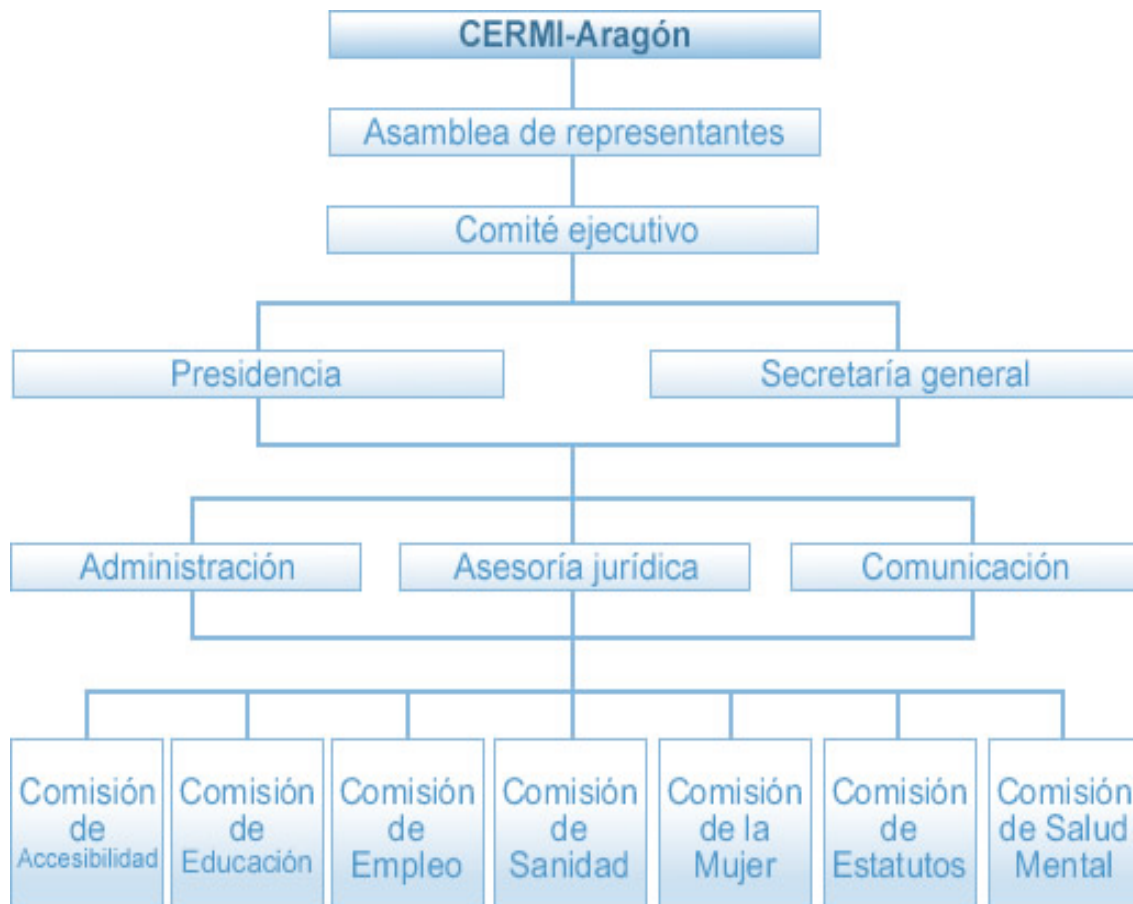 CERMI-Aragón
Asamblea de representantes
Comité ejecutivo
Presidencia
Secretaría general
Administración
Asesoría jurídica
Comunicación
Comisión
de
Accesibilidad
Comisión
de
Educación
Comisión
de
Empleo
Comisión
de
Sanidad
Comisión
de la
Mujer
Comisión
de
Estatutos
Comisión
de Salud
Mental